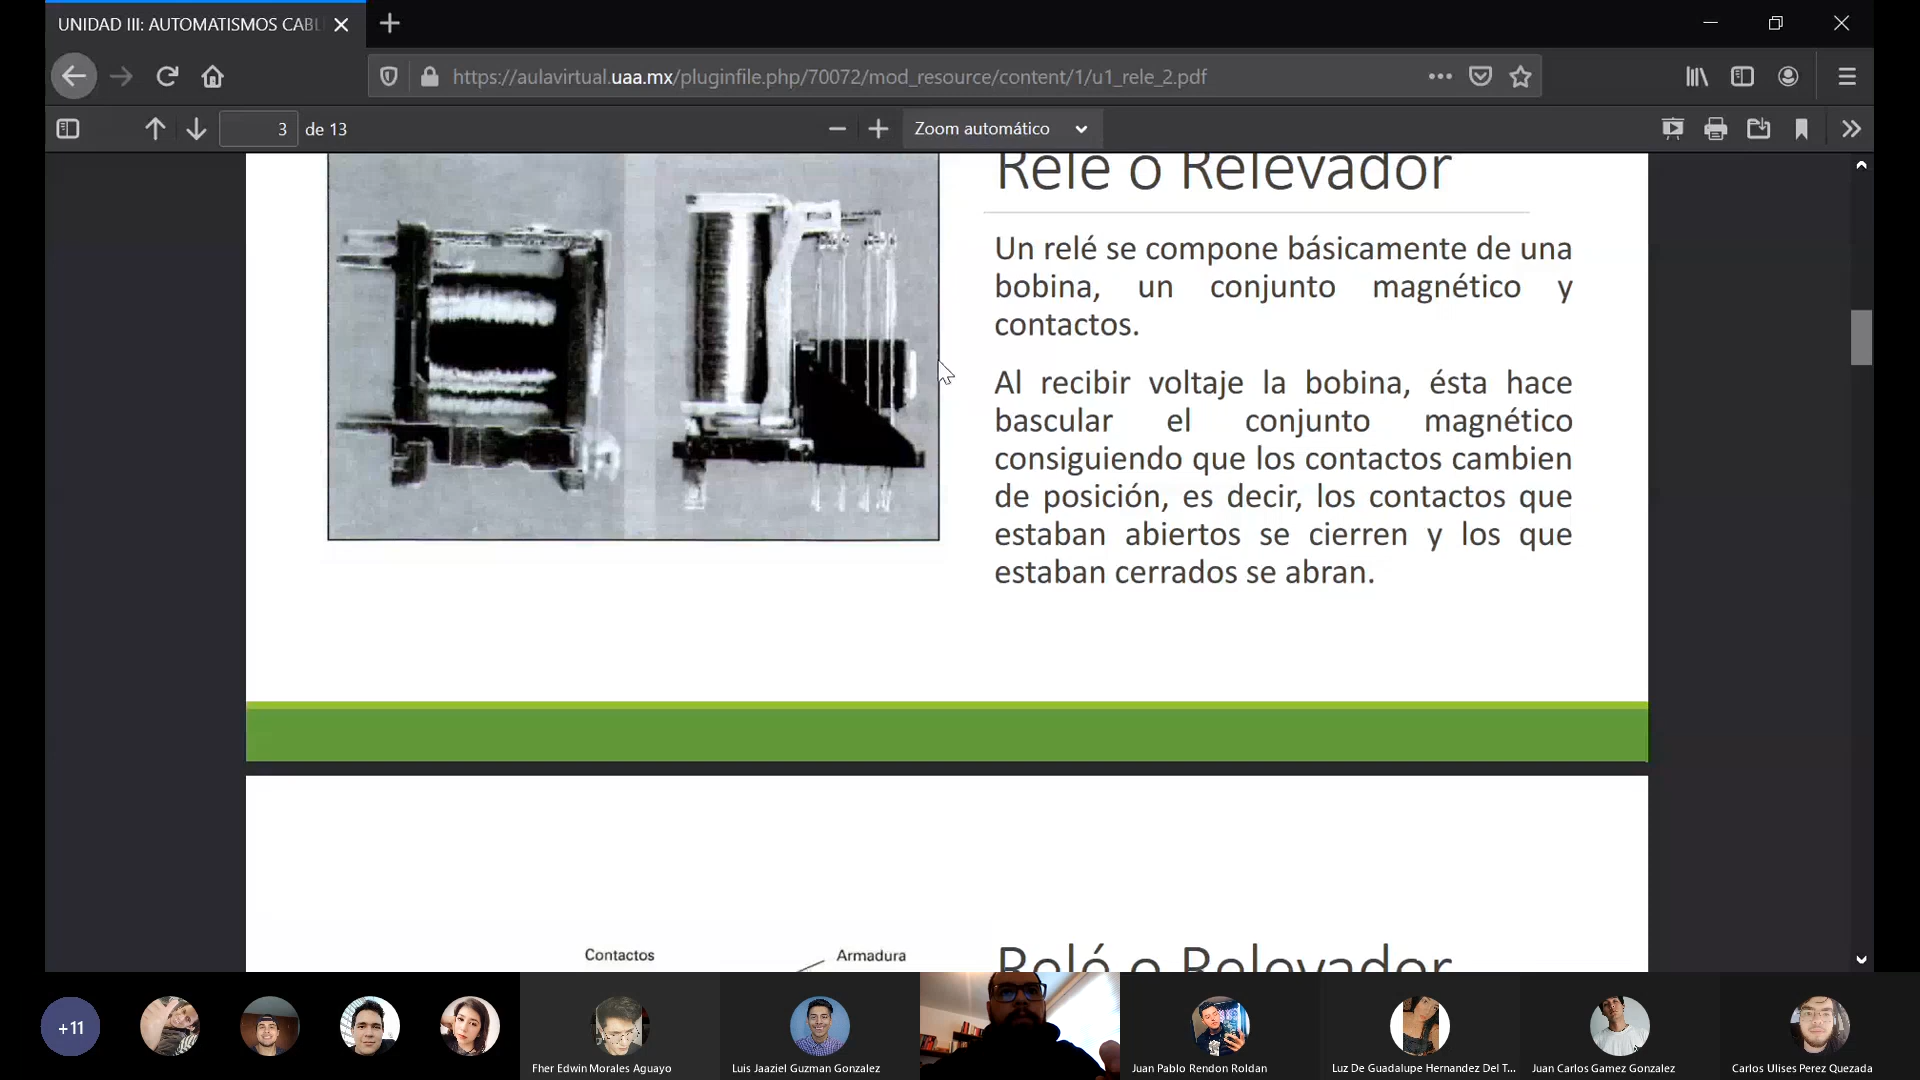 UNIDAD III: AUTOMATISMOS CABL
https://aulavirtual.uaa.mx/pluginfile.php/70072/mod_resource/content/1/u1_rele_2.pdf
3 de 13
Zoom automático
Relé o Relevador
Un relé se compone básicamente de una
bobina, un conjunto magnético y
contactos.
Al recibir voltaje la bobina, ésta hace
bascular el conjunto magnético
consiguiendo que los contactos cambien
de posición, es decir, los contactos que
estaban abiertos se cierren y los que
estaban cerrados se abran.
Contactos
Armadura
Relé o Relevador
+11
Fher Edwin Morales Aguayo
Luis Jaaziel Guzman Gonzalez
Juan Pablo Rendon Roldan
Luz De Guadalupe Hernandez Del T...
Juan Carlos Gamez Gonzalez
Carlos Ulises Perez Quezada